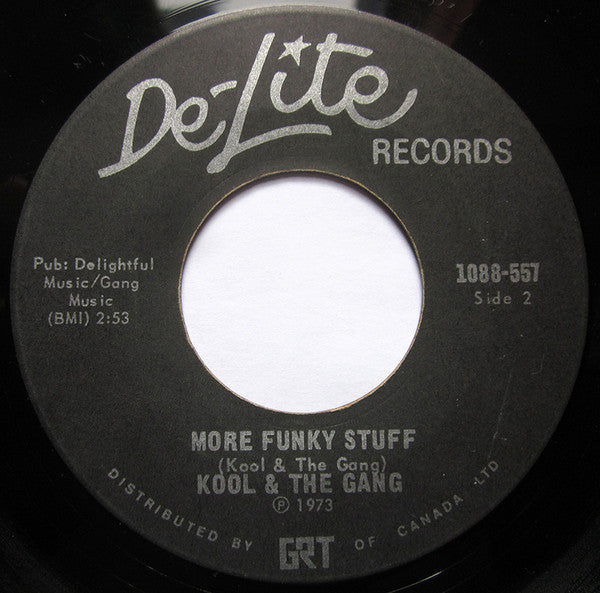 De-Lite
RECORDS
Pub: Delightful
Music/Gang
Music
(BMI) 2:53
1088-557
Side 2
MORE FUNKY STUFF
(Kool & The Gang)
KOOL & THE GANG
℗ 1973
DISTRIBUTED BY GRT OF CANADA LTD